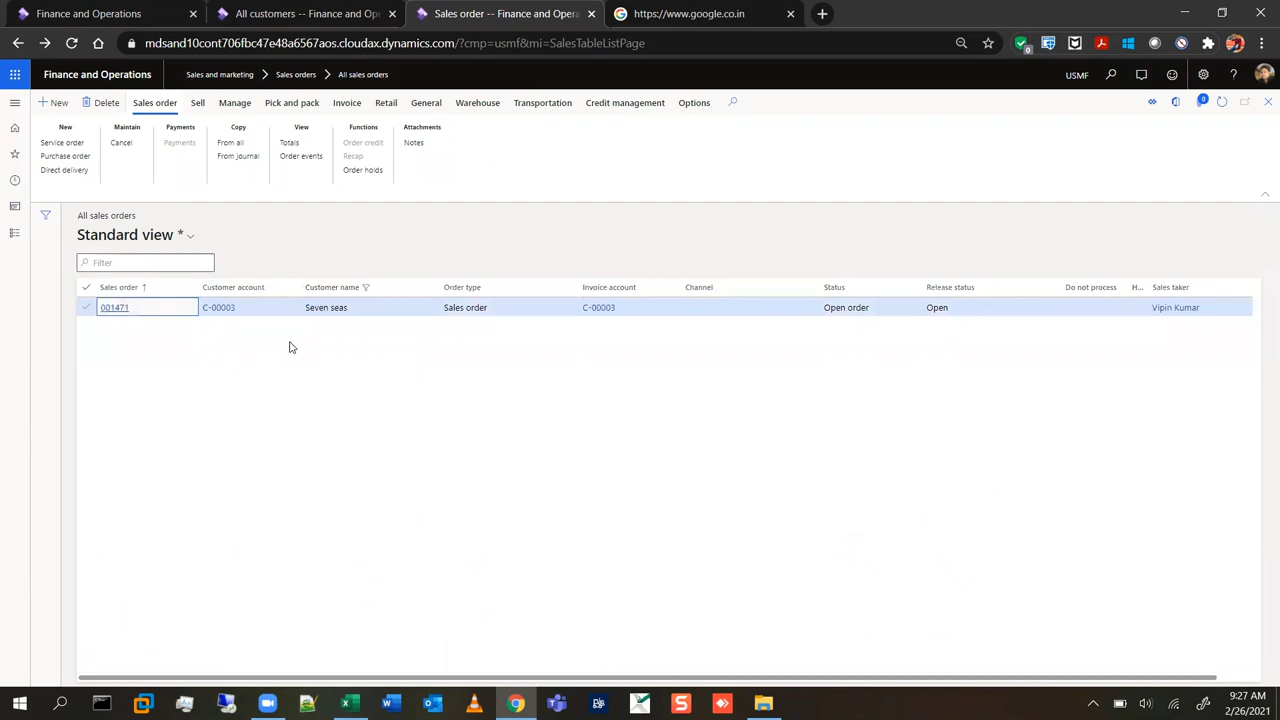 (1) Customers -- Finance and Oper
All customers -- Finance and Ope
Sales order -- Finance and Opera
https://www.google.co.in
mdsand10cont706fbc47e48a6567aos.cloudax.dynamics.com/?cmp=usmf&mi=SalesTableListPage
0
Finance and Operations
Sales and marketing > Sales orders > All sales orders
USMF
New
Delete
Sales order
Sell
Manage
Pick and pack
Invoice
Retail
General
Warehouse
Transportation
Credit management
Options
0
New
Maintain
Payments
Copy
View
Functions
Attachments
Service order
Cancel
Payments
From all
Totals
Order credit
Notes
Purchase order
From journal
Order events
Recap
Direct delivery
Order holds
All sales orders
Standard view *
Filter
Sales order
Customer account
Customer name
Order type
Invoice account
Channel
Status
Release status
Do not process
H...
Sales taker
001471
C-00003
Seven seas
Sales order
C-00003
Open order
Open
Vipin Kumar
9:27 AM
2/26/2021